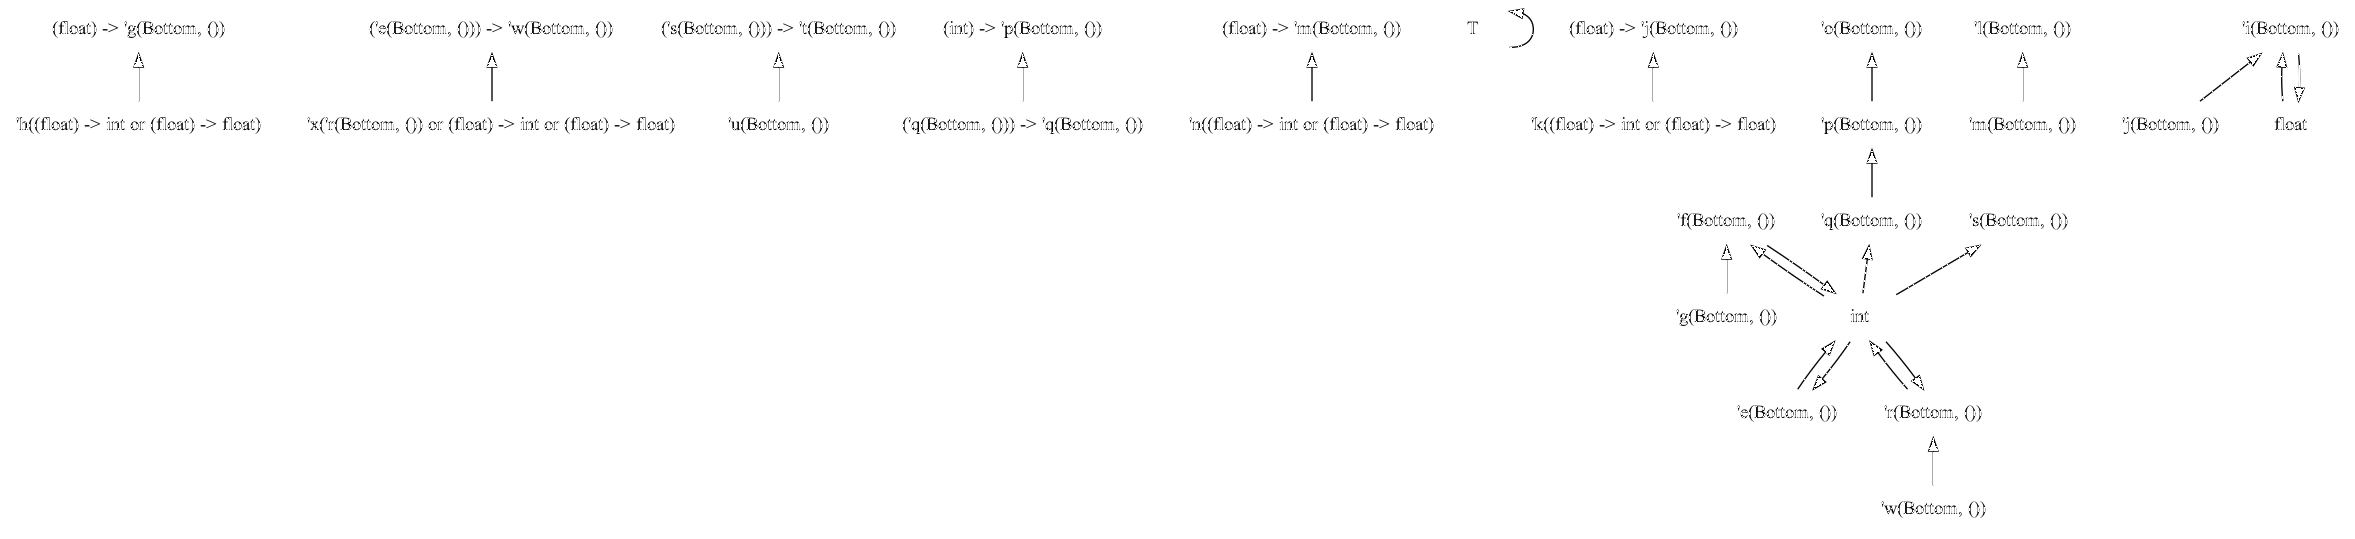 (float) -> 'g(Bottom, ())
('e(Bottom, ())) -> 'w(Bottom, ())
('s(Bottom, ())) -> 't(Bottom, ())
(int) -> 'p(Bottom, ())
(float) -> 'm(Bottom, ())
T
(float) -> 'j(Bottom, ())
'o(Bottom, ())
'l(Bottom, ())
'i(Bottom, ())
'h((float) -> int or (float) -> float)
'x('r(Bottom, ()) or (float) -> int or (float) -> float)
'u(Bottom, ())
('q(Bottom, ())) -> 'q(Bottom, ())
'n((float) -> int or (float) -> float)
'k((float) -> int or (float) -> float)
'p(Bottom, ())
'm(Bottom, ())
'j(Bottom, ())
float
'f(Bottom, ())
'q(Bottom, ())
's(Bottom, ())
'g(Bottom, ())
int
'e(Bottom, ())
'r(Bottom, ())
'w(Bottom, ())